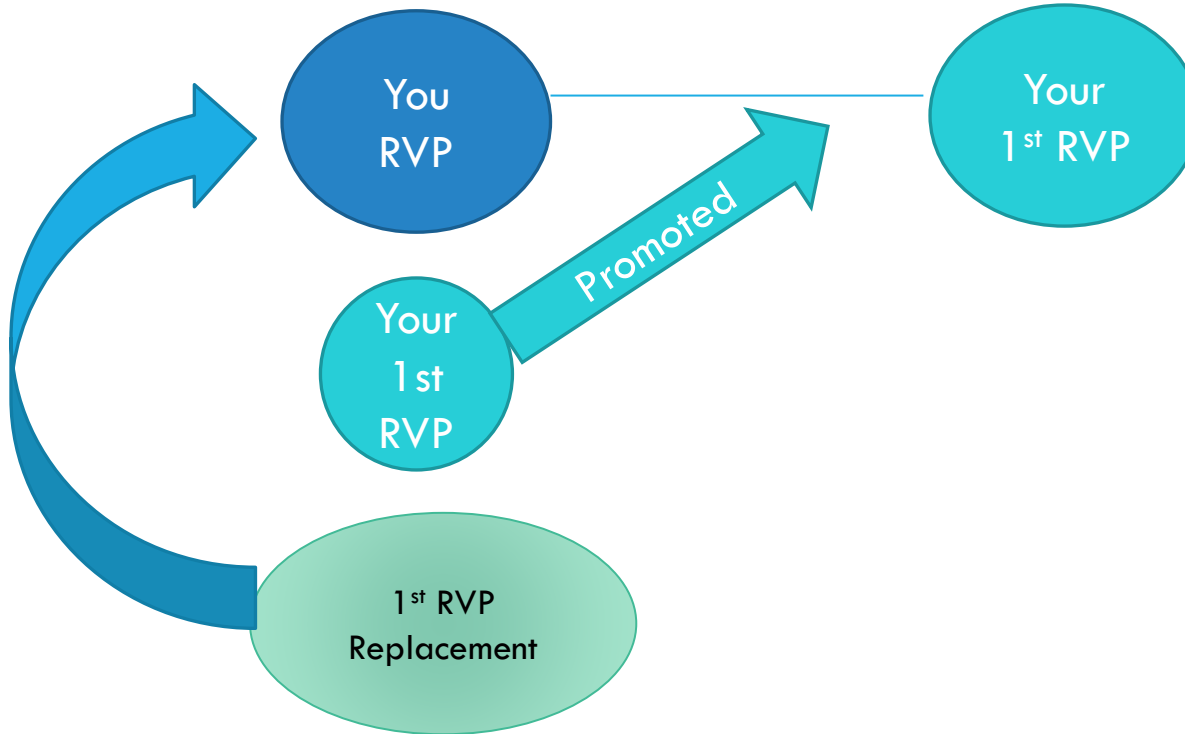 You
RVP
Your
1st RVP
Promoted
Your
1st
RVP
1st RVP
Replacement